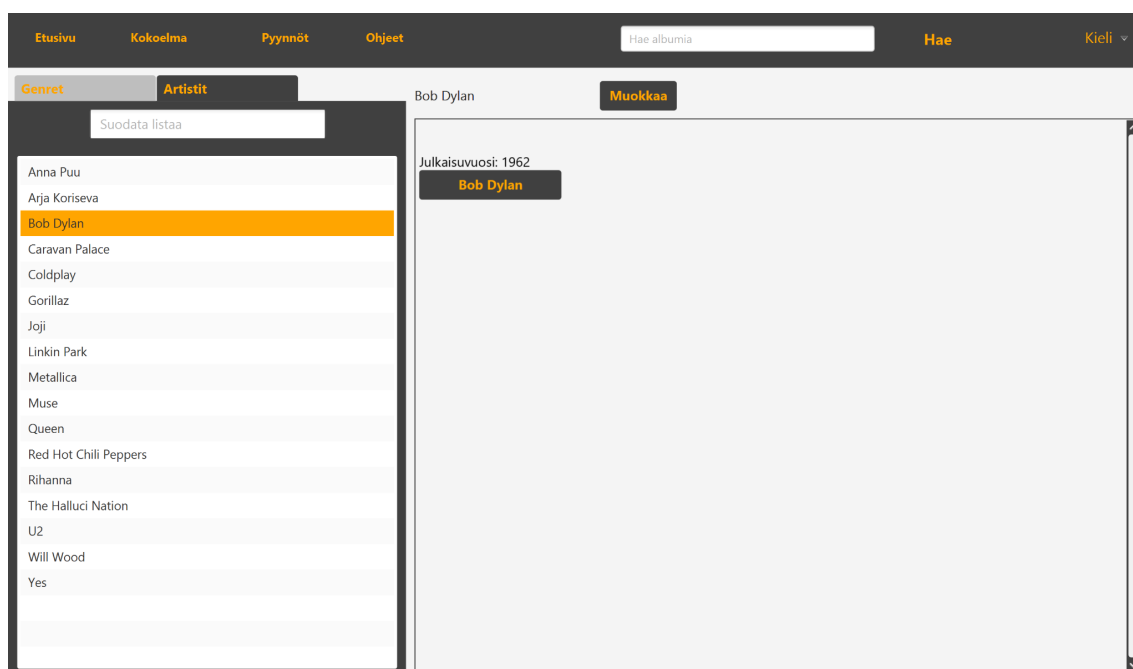 Etusivu Kokoelma Pyynnöt Ohjeet Hae albumia Hae Kieli
Genret Artistit
Suodata listaa
Anna Puu
Arja Koriseva
Bob Dylan
Caravan Palace
Coldplay
Gorillaz
Joji
Linkin Park
Metallica
Muse
Queen
Red Hot Chili Peppers
Rihanna
The Halluci Nation
U2
Will Wood
Yes
Bob Dylan Muokkaa
Julkaisuvuosi: 1962
Bob Dylan